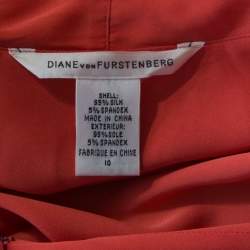 DIANE VON FURSTENBERG
SHELL:
95% SILK
5% SPANDEX
MADE IN CHINA
EXTERIEUR:
95% SOIE
5% SPANDEX
FABRIQUE EN CHINE
10